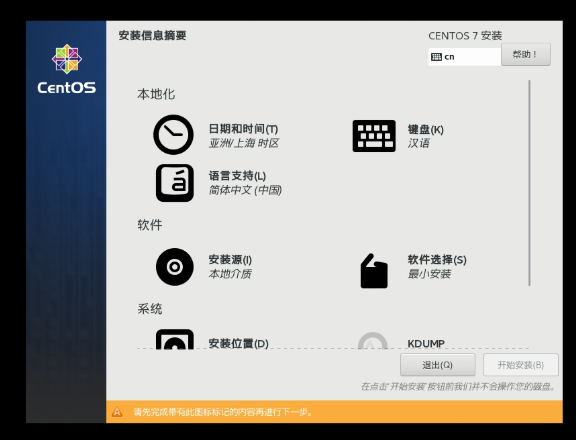 安装信息摘要
CENTOS 7 安装
cn
帮助！
CentOS
本地化
日期和时间(T)
亚洲/上海 时区
键盘(K)
汉语
语言支持(L)
简体中文 (中国)
软件
安装源(I)
本地介质
软件选择(S)
最小安装
系统
安装位置(D)
KDUMP
退出(Q)
开始安装(B)
在点击'开始安装'按钮前我们并不会操作您的磁盘。
请先完成带有此图标标记的内容再进行下一步。